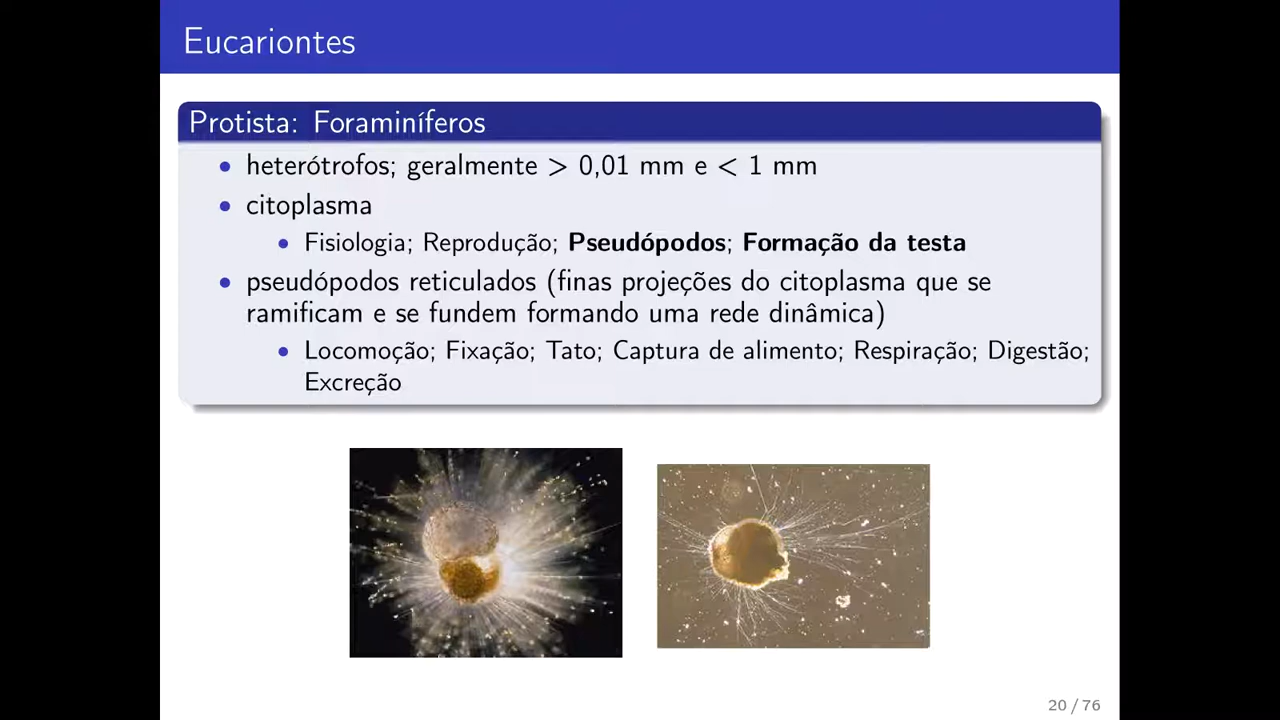 Eucariontes
Protista: Foraminíferos
• heterótrofos; geralmente > 0,01 mm e < 1 mm
• citoplasma
• Fisiologia; Reprodução; Pseudópodos; Formação da testa
• pseudópodos reticulados (finas projeções do citoplasma que se
ramificam e se fundem formando uma rede dinâmica)
• Locomoção; Fixação; Tato; Captura de alimento; Respiração; Digestão;
Excreção
20 / 76